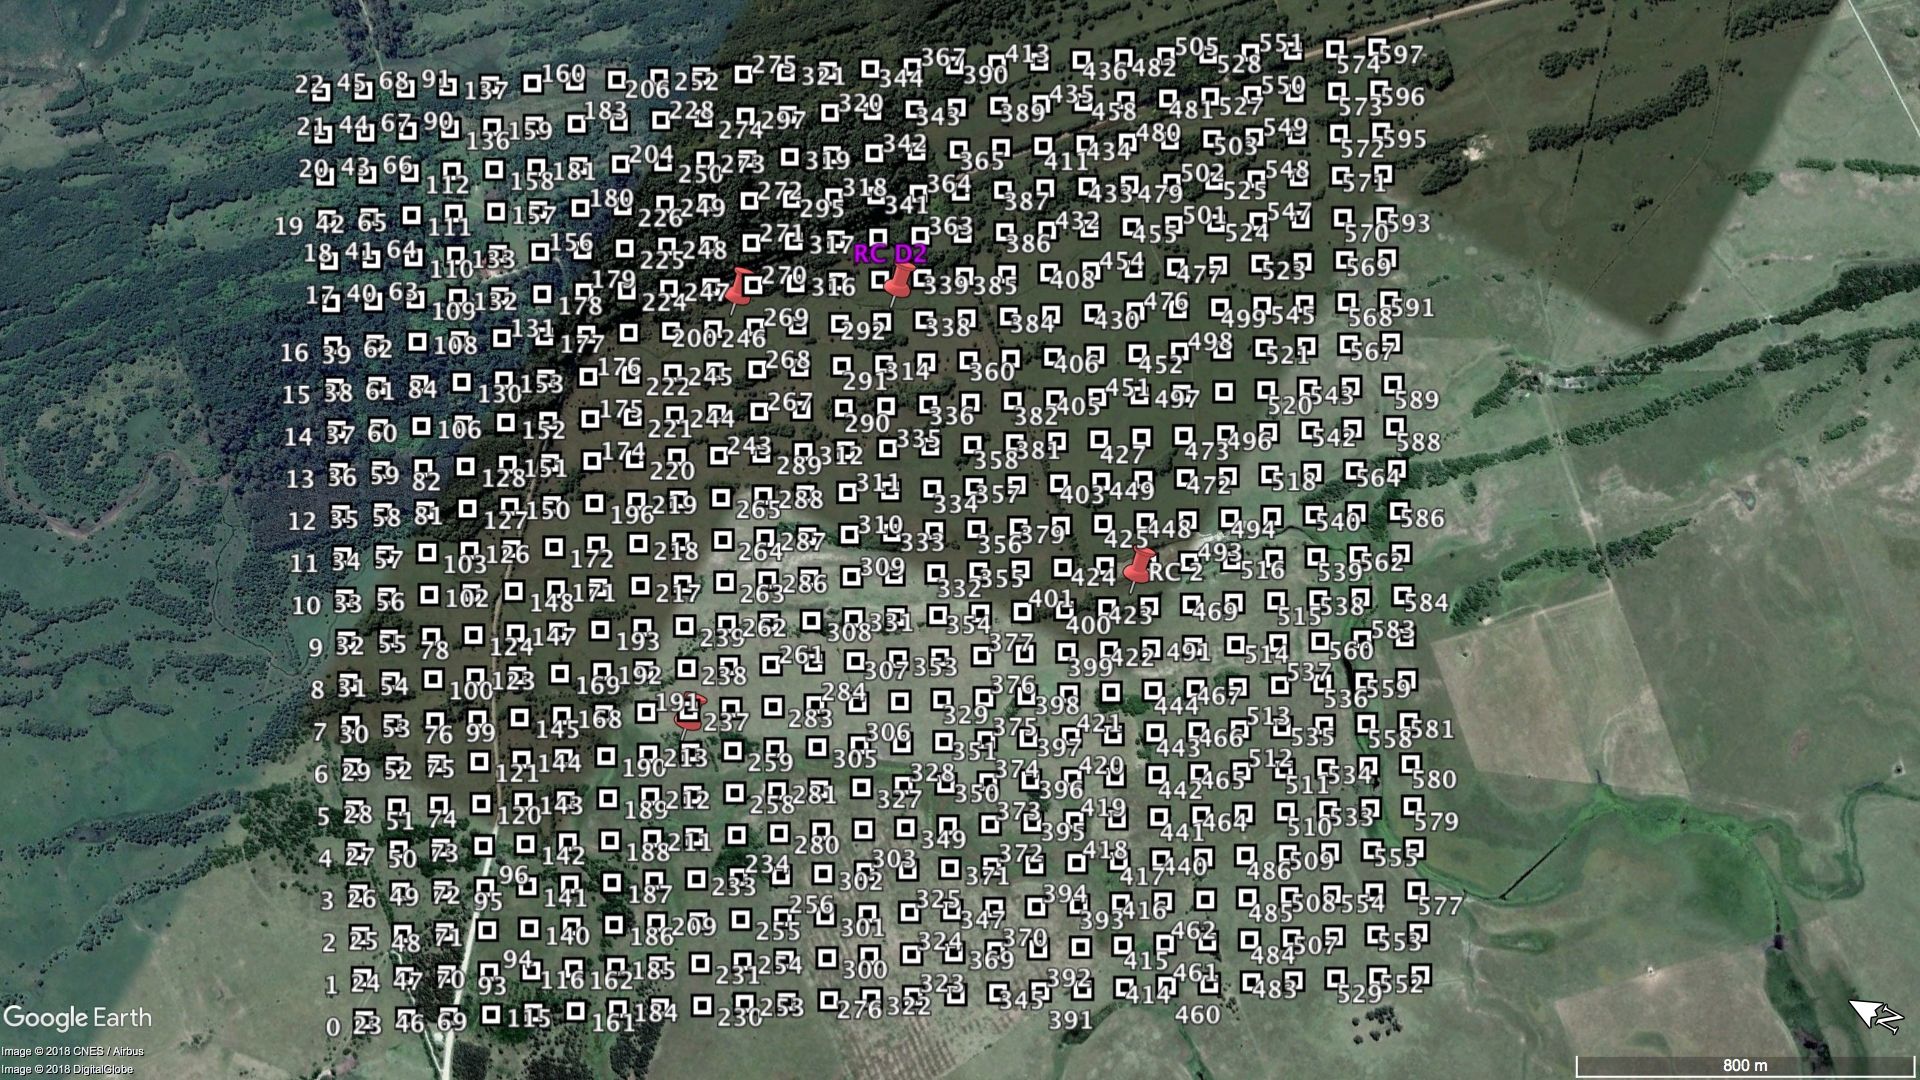 22 45 68 91 137 160 206 252 275 321 344 367 390 413 436 482 505 528 551 574 597
21 44 67 90 136 159 183 228 274 297 320 343 389 435 458 481 527 550 573 596
20 43 66 112 158 181 204 250 273 319 342 365 411 434 480 503 549 572 595
19 42 65 111 157 180 226 249 272 295 318 341 364 387 433 479 502 525 548 571
18 41 64 110 133 156 225 248 271 317 363 386 432 455 501 524 547 570 593
RC D2
17 40 63 109 132 179 178 224 247 270 316 339 385 408 454 477 523 569
16 39 62 108 131 177 200 246 269 292 338 384 430 476 499 545 568 591
15 38 61 84 130 153 176 222 245 268 291 314 360 406 452 498 521 567
14 37 60 106 152 175 221 244 267 290 336 382 405 451 497 520 543 589
13 36 59 82 128 151 174 220 243 289 312 335 358 381 427 473 496 542 588
12 35 58 81 127 150 196 219 265 288 311 334 357 403 449 472 518 564
11 34 57 103 126 172 218 264 287 310 333 356 379 425 448 494 540 586
RC 2
10 33 56 102 148 171 217 263 286 309 332 355 401 424 493 516 539 562
9 32 55 78 124 147 193 239 262 308 331 354 400 423 469 515 538 584
8 31 54 100 123 169 192 238 261 307 353 377 399 422 491 514 560 583
7 30 53 76 99 145 168 191 237 284 283 329 376 398 444 467 537 536 559
6 29 52 75 121 144 190 213 259 306 305 351 375 397 421 443 466 513 535 558 581
5 28 51 74 120 143 189 212 258 281 328 327 350 374 396 420 442 465 512 511 534 580
4 27 50 73 142 188 211 280 349 373 395 419 441 464 510 533 579
3 26 49 72 96 95 141 187 234 233 303 302 372 371 418 417 440 486 509 555
2 25 48 71 140 186 209 256 255 301 325 347 394 393 416 462 485 508 554 577
1 24 47 70 94 93 116 162 185 231 254 300 324 370 369 392 415 461 484 507 553
0 23 46 69 115 161 184 230 253 276 323 322 345 391 414 460 483 529 552
Google Earth
Image © 2018 CNES / Airbus
Image © 2018 DigitalGlobe
800 m